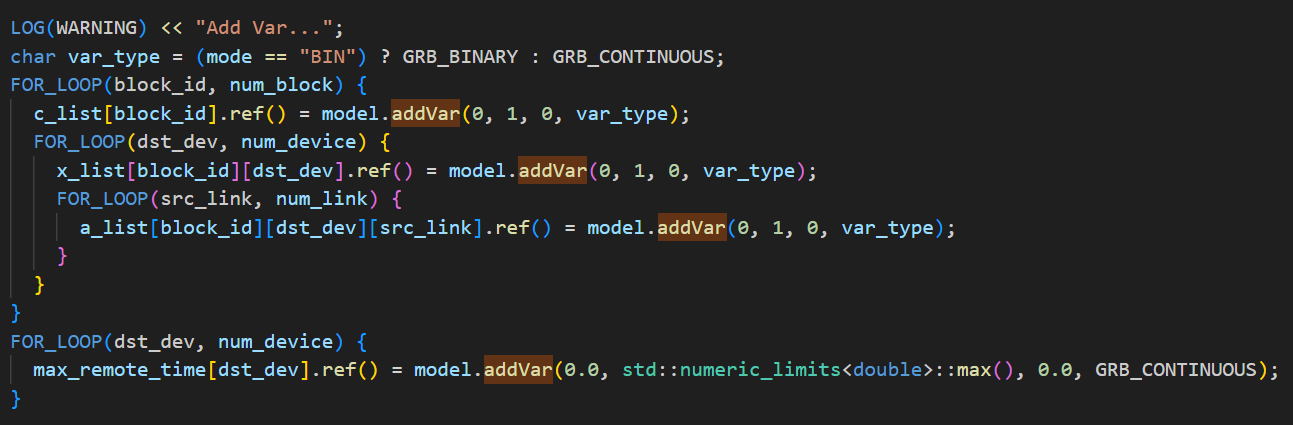 LOG(WARNING) << "Add Var...";
char var_type = (mode == "BIN") ? GRB_BINARY : GRB_CONTINUOUS;
FOR_LOOP(block_id, num_block) {
  c_list[block_id].ref() = model.addVar(0, 1, 0, var_type);
  FOR_LOOP(dst_dev, num_device) {
    x_list[block_id][dst_dev].ref() = model.addVar(0, 1, 0, var_type);
    FOR_LOOP(src_link, num_link) {
      a_list[block_id][dst_dev][src_link].ref() = model.addVar(0, 1, 0, var_type);
    }
  }
}
FOR_LOOP(dst_dev, num_device) {
  max_remote_time[dst_dev].ref() = model.addVar(0.0, std::numeric_limits<double>::max(), 0.0, GRB_CONTINUOUS);
}